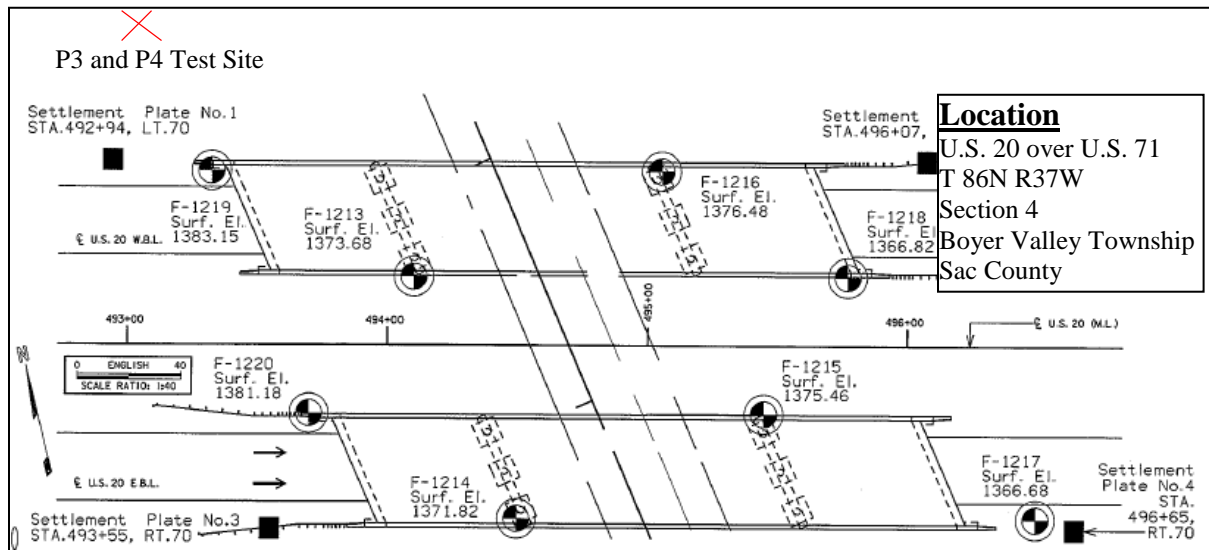 P3 and P4 Test Site
Settlement Plate No.1
STA.492+94, LT.70
Settlement
STA.496+07,
Location
U.S. 20 over U.S. 71
T 86N R37W
Section 4
Boyer Valley Township
Sac County
F-1219
Surf. El.
1383.15
F-1213
Surf. El.
1373.68
F-1216
Surf. El.
1376.48
F-1218
Surf. El.
1366.82
℄ U.S. 20 W.B.L.
493+00
494+00
495+00
496+00
℄ U.S. 20 (M.L.)
N
0 ENGLISH 40
SCALE RATIO: 1:40
F-1220
Surf. El.
1381.18
F-1215
Surf. El.
1375.46
℄ U.S. 20 E.B.L.
F-1214
Surf. El.
1371.82
F-1217
Surf. El.
1366.68
Settlement
Plate No.4
STA.
496+65,
RT.70
Settlement Plate No.3
STA.493+55, RT.70